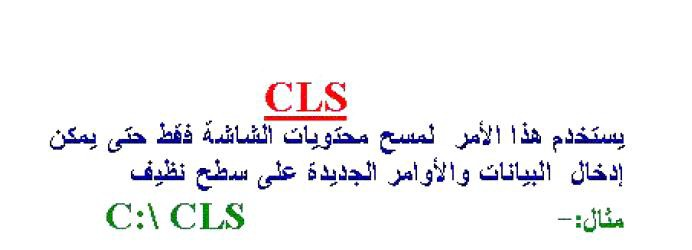 CLS
يستخدم هذا الأمر لمسح محتويات الشاشة فقط حتى يمكن
إدخال البيانات والأوامر الجديدة على سطح نظيف
مثال:- C:\ CLS